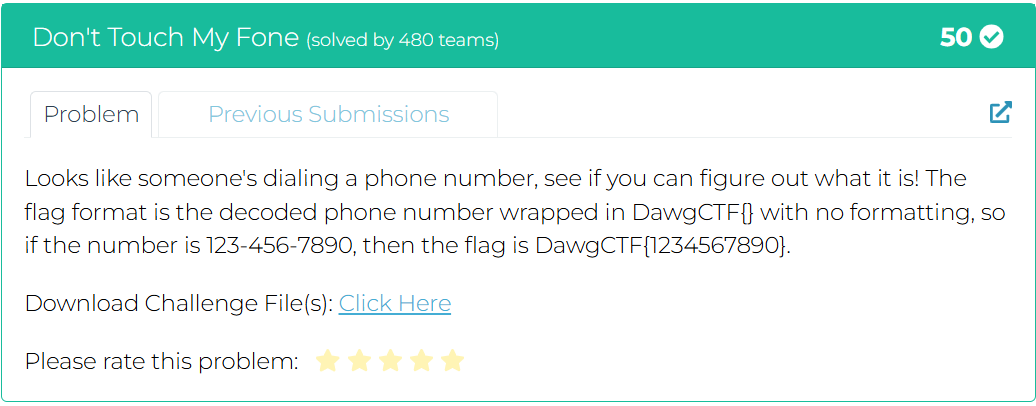 Don't Touch My Fone (solved by 480 teams) 50
Problem Previous Submissions
Looks like someone's dialing a phone number, see if you can figure out what it is! The
flag format is the decoded phone number wrapped in DawgCTF{} with no formatting, so
if the number is 123-456-7890, then the flag is DawgCTF{1234567890}.
Download Challenge File(s): Click Here
Please rate this problem: